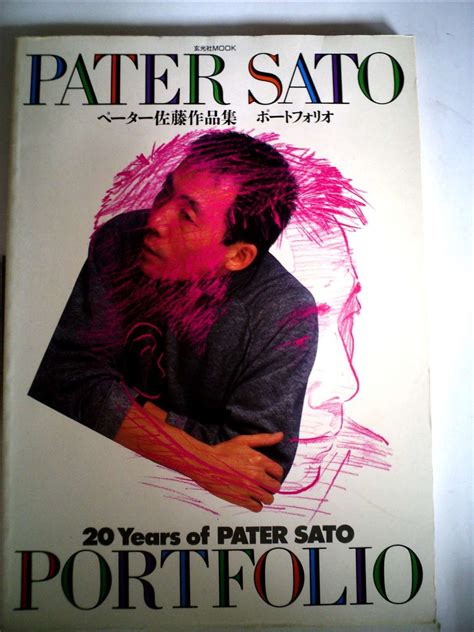 玄光社MOOK
PATER SATO
ペーター佐藤作品集 ポートフォリオ
20 Years of PATER SATO
PORTFOLIO